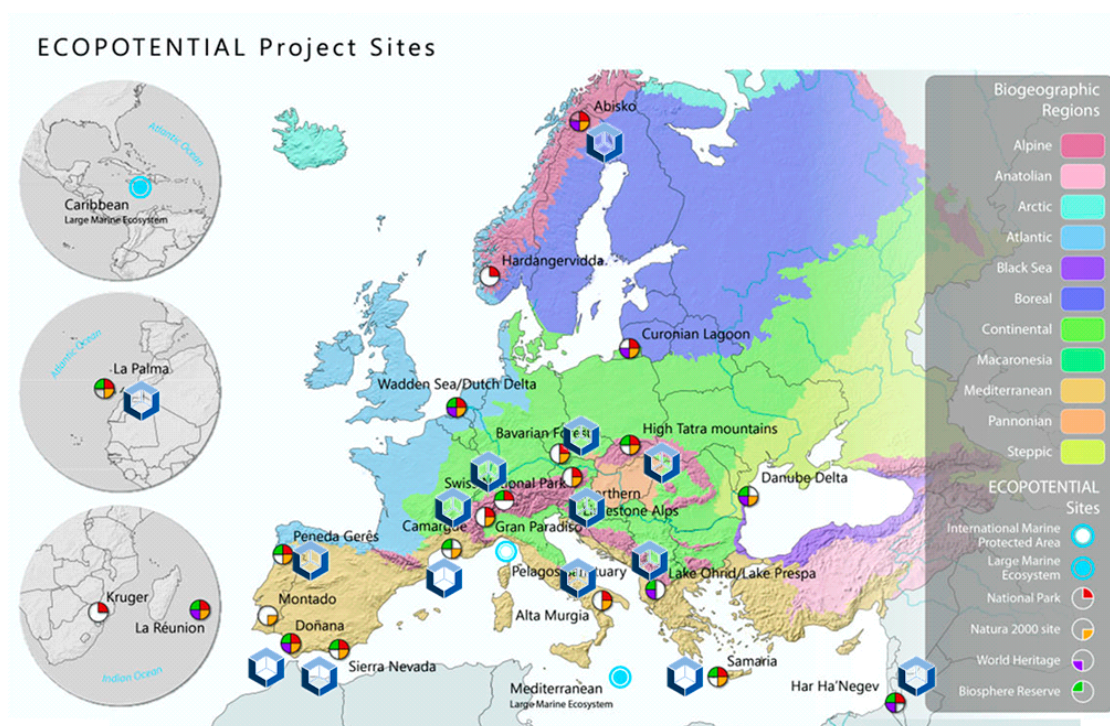 ECOPOTENTIAL Project Sites
Atlantic Ocean
Caribbean
Large Marine Ecosystem
Atlantic Ocean
La Palma
Kruger
La Réunion
Indian Ocean
Abisko
Hardangervidda
Curonian Lagoon
Wadden Sea/Dutch Delta
Bavarian Forest
High Tatra mountains
Swiss National Park
Danube Delta
Limestone Alps
Camargue
Gran Paradiso
Peneda Gerês
Pelagos
Lake Ohrid/Lake Prespa
Montado
Alta Murgia
Doñana
Sierra Nevada
Samaria
Mediterranean
Large Marine Ecosystem
Har Ha'Negev
Biogeographic
Regions
Alpine
Anatolian
Arctic
Atlantic
Black Sea
Boreal
Continental
Macaronesia
Mediterranean
Pannonian
Steppic
ECOPOTENTIAL
Sites
International Marine
Protected Area
Large Marine
Ecosystem
National Park
Natura 2000 site
World Heritage
Biosphere Reserve